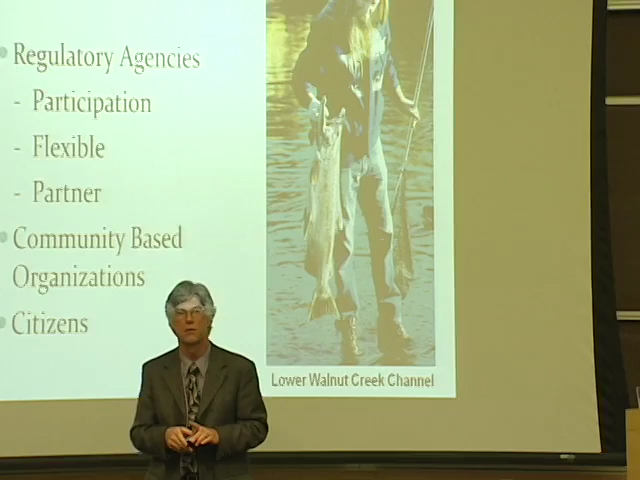 • Regulatory Agencies
- Participation
- Flexible
- Partner
• Community Based
Organizations
• Citizens
Lower Walnut Creek Channel